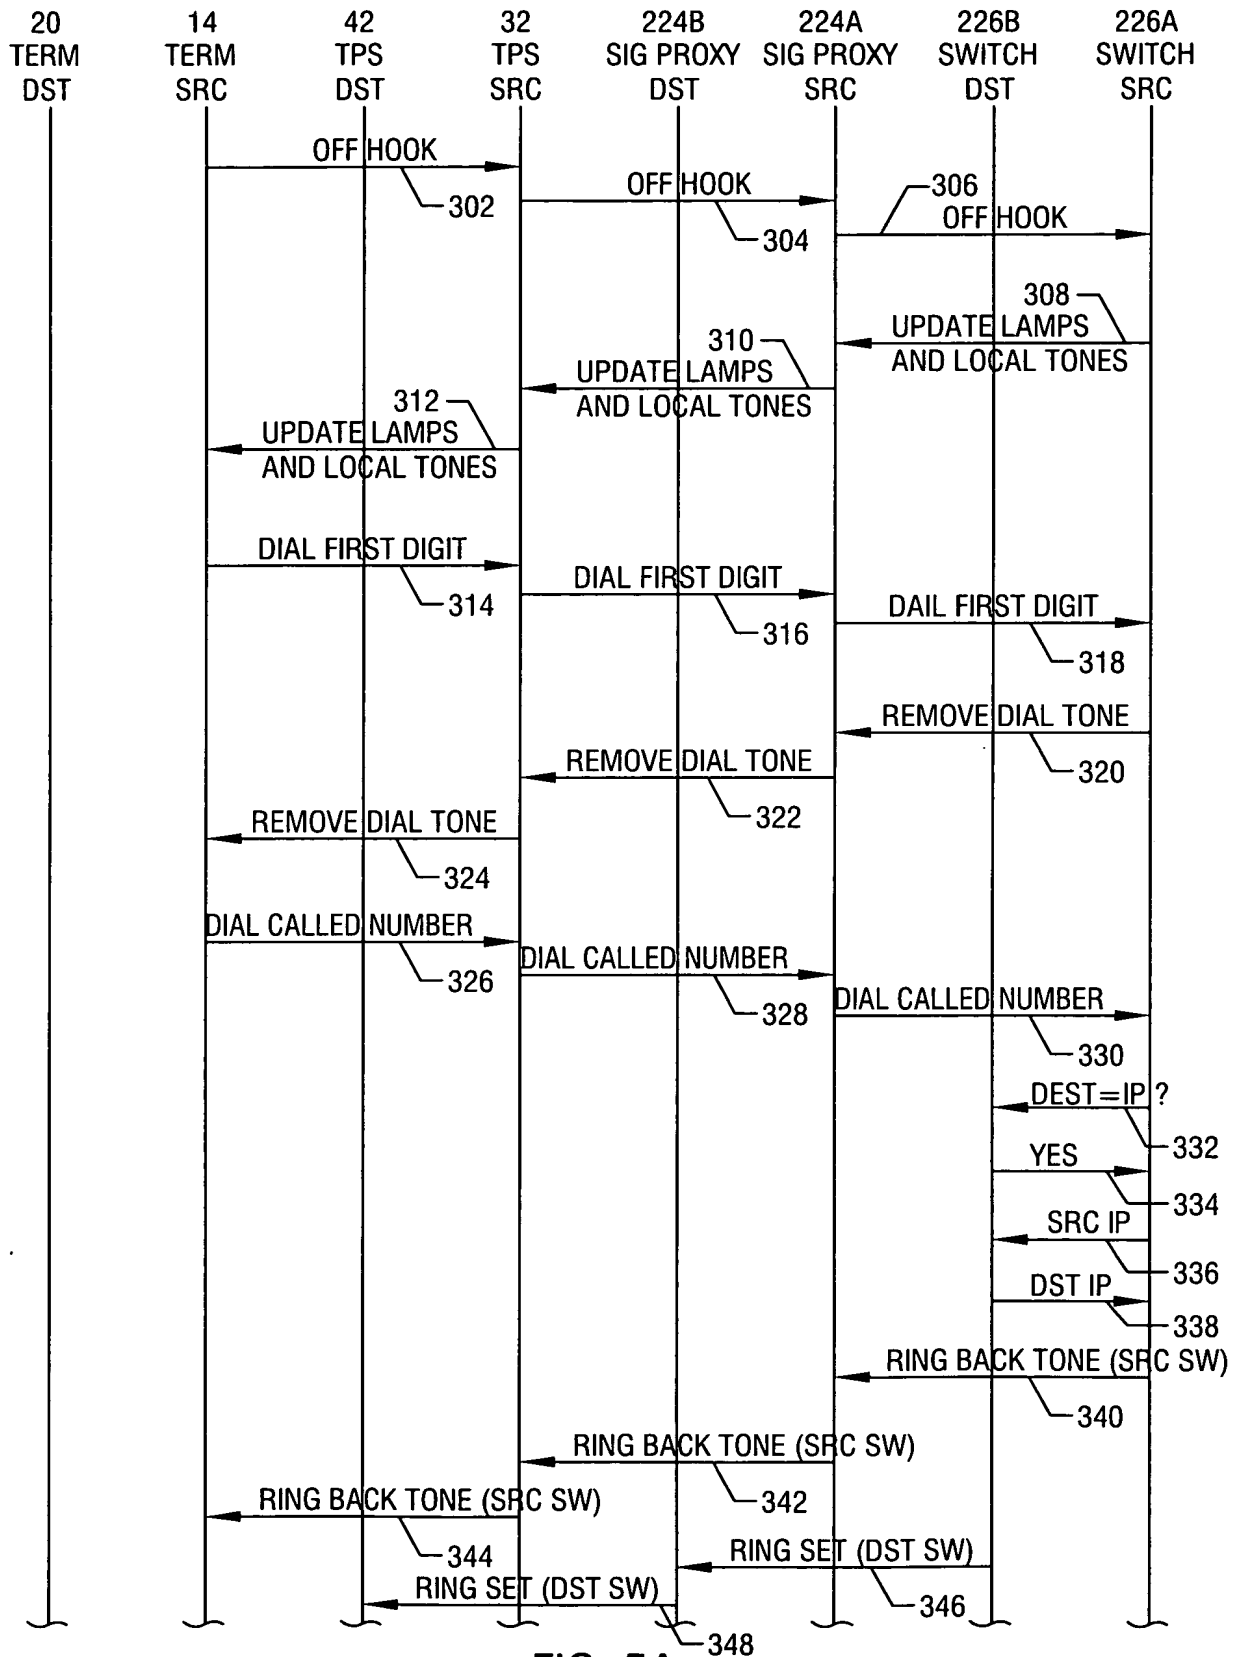 20 14 42 32 224B 224A 226B 226A
TERM TERM TPS TPS SIG PROXY SIG PROXY SWITCH SWITCH
DST SRC DST SRC DST SRC DST SRC
OFF HOOK
302
OFF HOOK
304
306
OFF HOOK
308
UPDATE LAMPS
AND LOCAL TONES
310
UPDATE LAMPS
AND LOCAL TONES
312
UPDATE LAMPS
AND LOCAL TONES
DIAL FIRST DIGIT
314
DIAL FIRST DIGIT
316
DAIL FIRST DIGIT
318
REMOVE DIAL TONE
320
REMOVE DIAL TONE
322
REMOVE DIAL TONE
324
DIAL CALLED NUMBER
326
DIAL CALLED NUMBER
328
DIAL CALLED NUMBER
330
DEST=IP ?
332
YES
334
SRC IP
336
DST IP
338
RING BACK TONE (SRC SW)
340
RING BACK TONE (SRC SW)
342
RING BACK TONE (SRC SW)
344
RING SET (DST SW)
346
RING SET (DST SW)
348